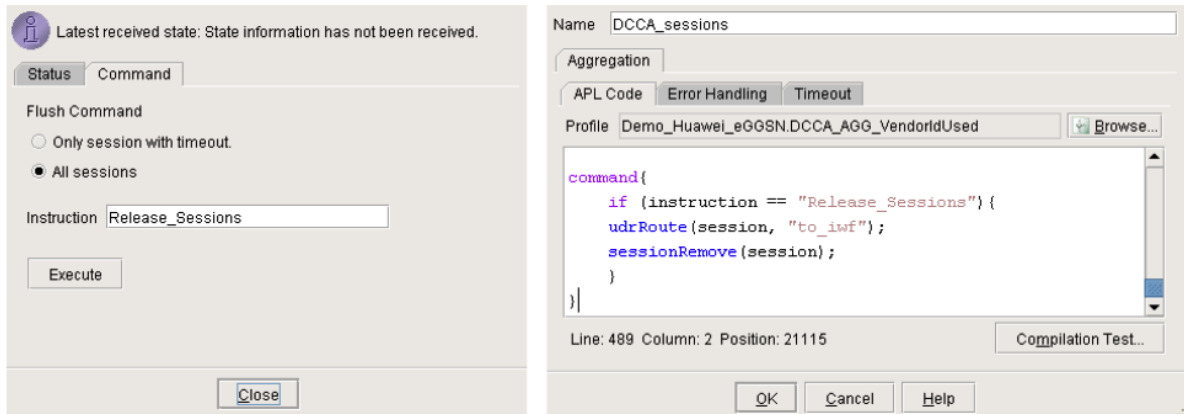 Latest received state: State information has not been received.
Status Command
Flush Command
Only session with timeout.
All sessions
Instruction Release_Sessions
Execute
Close
Name DCCA_sessions
Aggregation
APL Code Error Handling Timeout
Profile Demo_Huawei_eGGSN.DCCA_AGG_VendorIdUsed Browse...
command{
if (instruction == "Release_Sessions"){
udrRoute(session, "to_iwf");
sessionRemove(session);
}
}
Line: 489 Column: 2 Position: 21115 Compilation Test...
OK Cancel Help